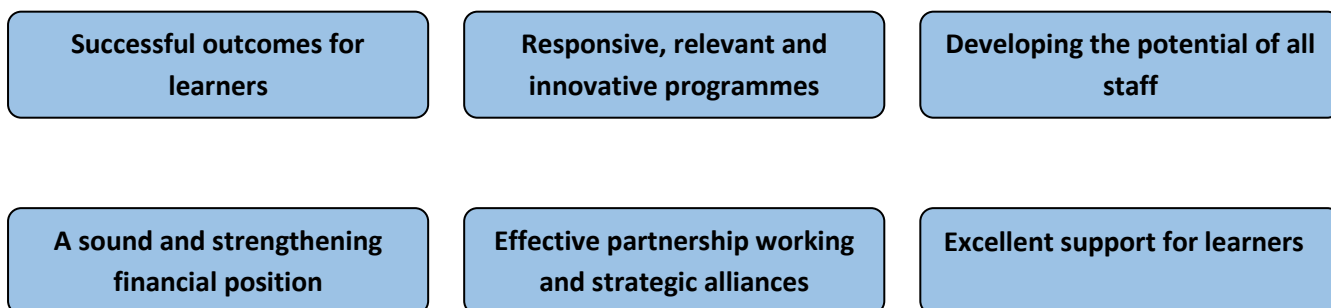 Successful outcomes for
learners
Responsive, relevant and
innovative programmes
Developing the potential of all
staff
A sound and strengthening
financial position
Effective partnership working
and strategic alliances
Excellent support for learners